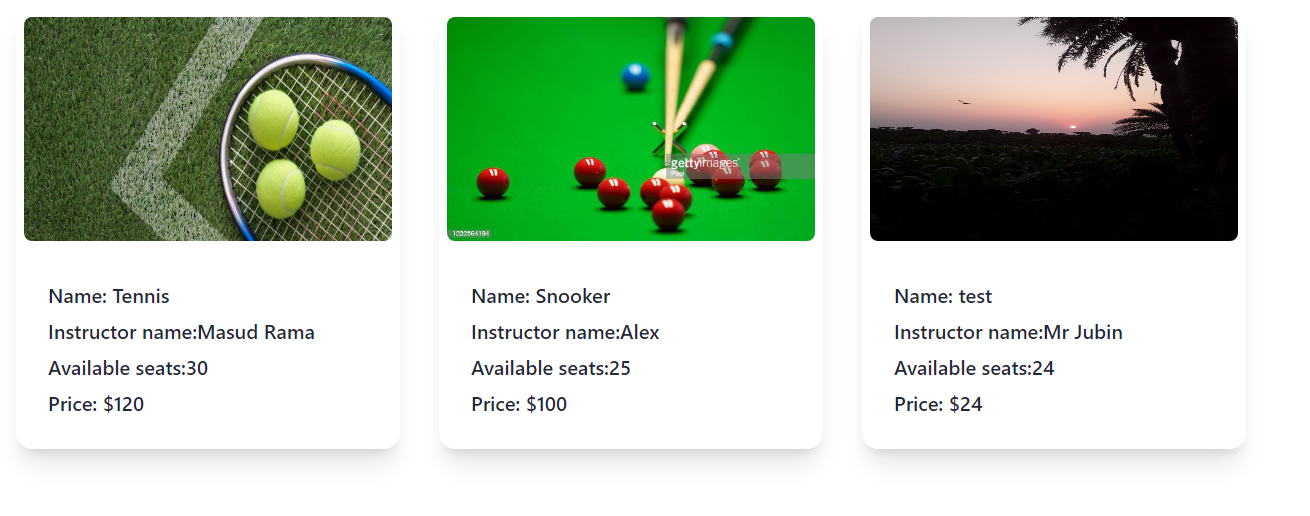 gettyimages
Pool
1232864194
Name: Tennis
Instructor name:Masud Rama
Available seats:30
Price: $120
Name: Snooker
Instructor name:Alex
Available seats:25
Price: $100
Name: test
Instructor name:Mr Jubin
Available seats:24
Price: $24